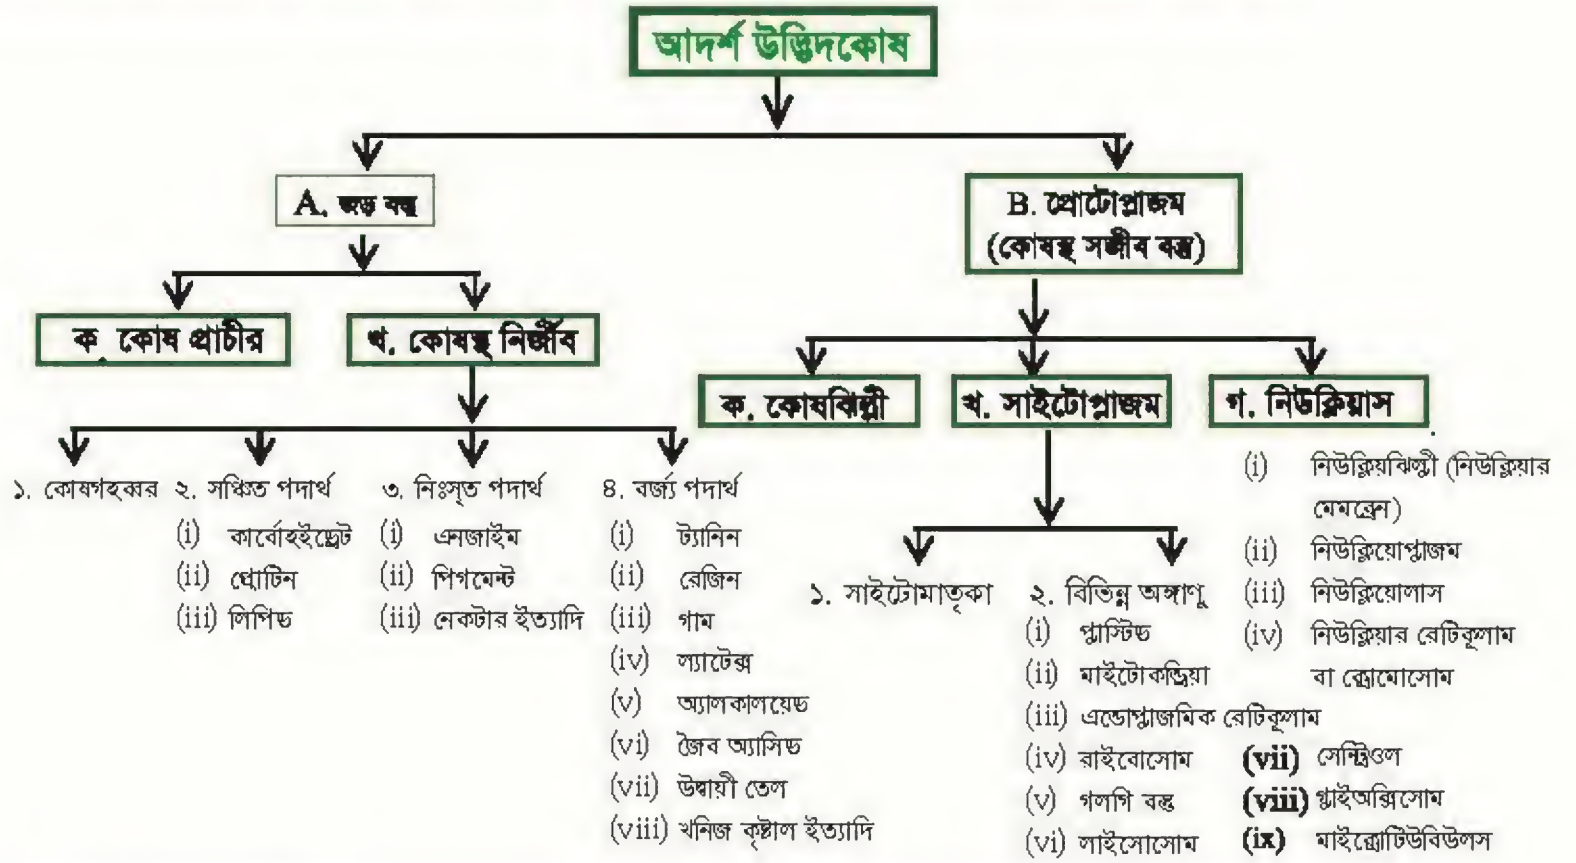 আদর্শ উদ্ভিদকোষ
A. জড় বস্তু
ক. কোষ প্রাচীর
খ. কোষস্থ নির্জীব
১. কোষগহব্বর
২. সঞ্চিত পদার্থ
(i) কার্বোহইড্রেট
(ii) প্রোটিন
(iii) লিপিড
৩. নিঃসৃত পদার্থ
(i) এনজাইম
(ii) পিগমেন্ট
(iii) নেকটার ইত্যাদি
৪. বর্জ্য পদার্থ
(i) ট্যানিন
(ii) রেজিন
(iii) গাম
(iv) ল্যাটেক্স
(v) অ্যালকালয়েড
(vi) জৈব অ্যাসিড
(vii) উদ্বায়ী তেল
(viii) খনিজ কৃষ্টাল ইত্যাদি
B. প্রোটোপ্লাজম
(কোষস্থ সজীব বস্তু)
ক. কোষঝিল্লী
খ. সাইটোপ্লাজম
১. সাইটোমাতৃকা
২. বিভিন্ন অঙ্গাণু
(i) প্লাস্টিড
(ii) মাইটোকন্ড্রিয়া
(iii) এন্ডোপ্লাজমিক রেটিকুলাম
(iv) রাইবোসোম
(v) গলগি বস্তু
(vi) লাইসোসোম
(vii) সেন্ট্রিওল
(viii) গ্লাইঅক্সিসোম
(ix) মাইক্রোটিউবিউলস
গ. নিউক্লিয়াস
(i) নিউক্লিয়ঝিল্লী (নিউক্লিয়ার
মেমব্রেন)
(ii) নিউক্লিয়োপ্লাজম
(iii) নিউক্লিয়োলাস
(iv) নিউক্লিয়ার রেটিকুলাম
বা ক্রোমোসোম